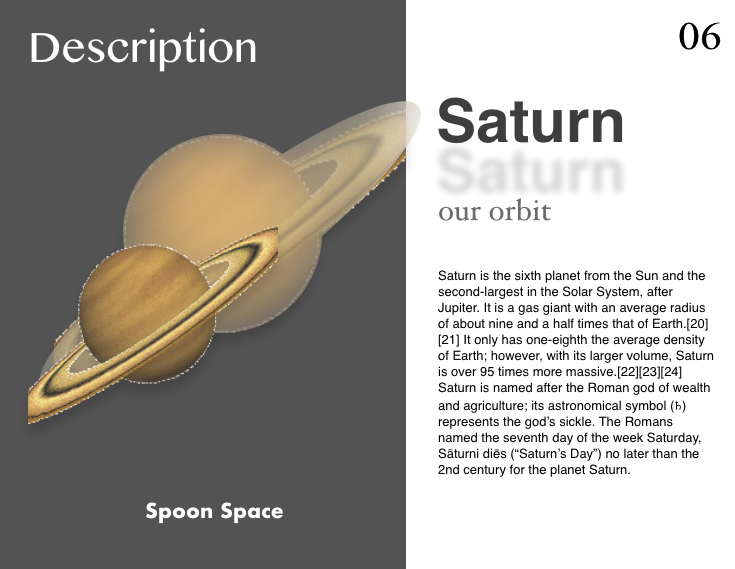 Description
06
Saturn
Saturn
our orbit
Saturn is the sixth planet from the Sun and the
second-largest in the Solar System, after
Jupiter. It is a gas giant with an average radius
of about nine and a half times that of Earth.[20]
[21] It only has one-eighth the average density
of Earth; however, with its larger volume, Saturn
is over 95 times more massive.[22][23][24]
Saturn is named after the Roman god of wealth
and agriculture; its astronomical symbol (♄)
represents the god’s sickle. The Romans
named the seventh day of the week Saturday,
Sāturni diēs (“Saturn’s Day”) no later than the
2nd century for the planet Saturn.
Spoon Space